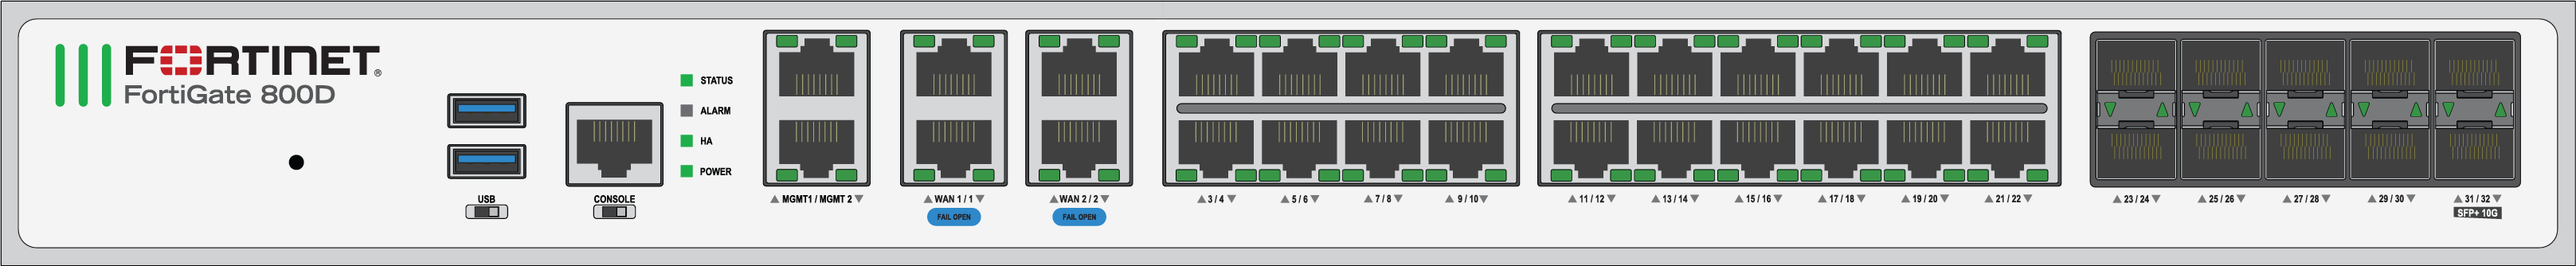 FORTINET®
FortiGate 800D
USB
CONSOLE
STATUS
ALARM
HA
POWER
▲ MGMT1 / MGMT 2 ▼
▲ WAN 1 / 1 ▼
FAIL OPEN
▲ WAN 2 / 2 ▼
FAIL OPEN
▲ 3 / 4 ▼
▲ 5 / 6 ▼
▲ 7 / 8 ▼
▲ 9 / 10 ▼
▲ 11 / 12 ▼
▲ 13 / 14 ▼
▲ 15 / 16 ▼
▲ 17 / 18 ▼
▲ 19 / 20 ▼
▲ 21 / 22 ▼
▲ 23 / 24 ▼
▲ 25 / 26 ▼
▲ 27 / 28 ▼
▲ 29 / 30 ▼
▲ 31 / 32 ▼
SFP+ 10G